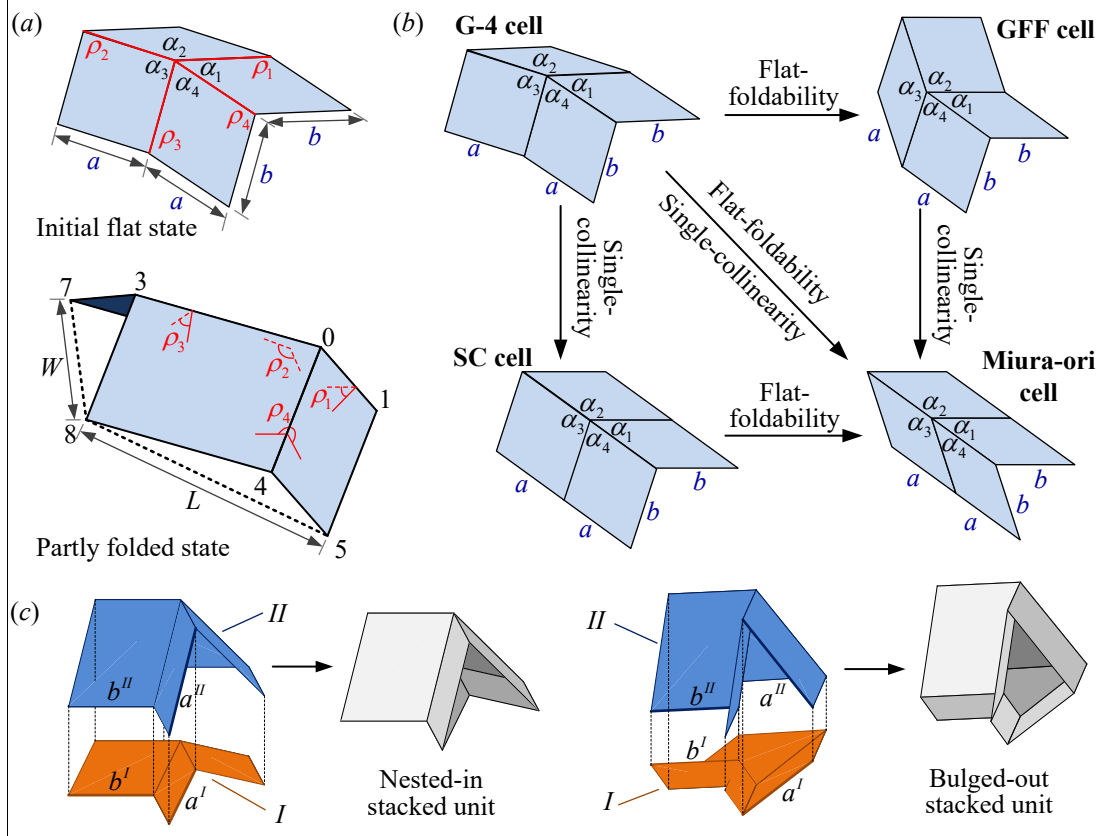 (a)
ρ2
α2
α3
α1
α4
ρ1
ρ4
ρ3
a
a
b
b
Initial flat state
7
3
0
1
ρ3
ρ2
ρ1
ρ4
W
8
4
L
5
Partly folded state
(b)
G-4 cell
α2
α3
α1
α4
a
a
b
b
Flat-
foldability
GFF cell
α2
α3
α1
α4
a
a
b
b
Single-
collinearity
Flat-foldability
Single-collinearity
Single-
collinearity
SC cell
α2
α3
α1
α4
a
a
b
b
Flat-
foldability
Miura-ori
cell
α2
α3
α1
α4
a
a
b
b
(c)
II
b^II
a^II
b^I
a^I
I
Nested-in
stacked unit
II
b^II
a^II
b^I
a^I
I
Bulged-out
stacked unit